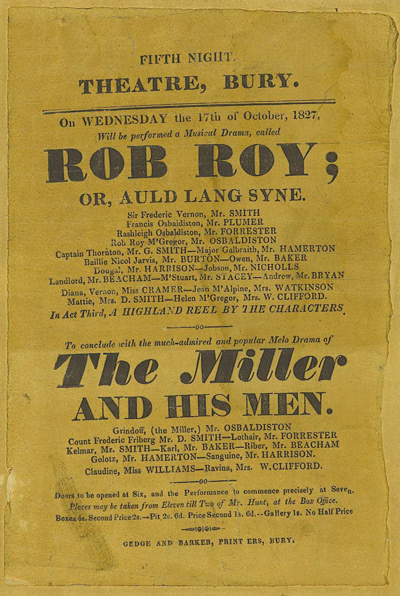 FIFTH NIGHT.
THEATRE, BURY.
On WEDNESDAY the 17th of October, 1827,
Will be performed a Musical Drama, called
ROB ROY;
OR, AULD LANG SYNE.
Sir Frederic Vernon, Mr. SMITH
Francis Osbaldiston, Mr. PLUMER
Rashleigh Osbaldiston, Mr. FORRESTER
Rob Roy M'Gregor, Mr. OSBALDISTON
Captain Thornton, Mr. G. SMITH—Major Galbraith, Mr. HAMERTON
Baillie Nicol Jarvis, Mr. BURTON—Owen, Mr. BAKER
Dougal, Mr. HARRISON—Jobson, Mr. NICHOLLS
Landlord, Mr. BEACHAM—M'Stuart, Mr. STACEY—Andrew, Mr. BRYAN
Diana, Vernon, Miss CRAMER—Jean M'Alpine, Mrs. WATKINSON
Mattie, Mrs. D. SMITH—Helen M'Gregor, Mrs. W. CLIFFORD.
In Act Third, A HIGHLAND REEL BY THE CHARACTERS.
—oo—
To conclude with the much-admired and popular Melo Drama of
The Miller
AND HIS MEN.
Grindoff, (the Miller,) Mr. OSBALDISTON
Count Frederic Friberg Mr. D. SMITH—Lothair, Mr. FORRESTER
Kelmar, Mr. SMITH—Karl, Mr. BAKER—Riber, Mr. BEACHAM
Golotz, Mr. HAMERTON—Sanguine, Mr. HARRISON.
Claudine, Miss WILLIAMS—Ravina, Mrs. W. CLIFFORD.
—oo—
Doors to be opened at Six, and the Performance to commence precisely at Seven.
Places may be taken from Eleven till Two of Mr. Hunt, at the Box Office.
Boxes 4s. Second Price 2s.—Pit 2s. 6d. Price Second 1s. 6d.--Gallery 1s. No Half Price
GEDGE AND BARKER, PRINTERS, BURY.